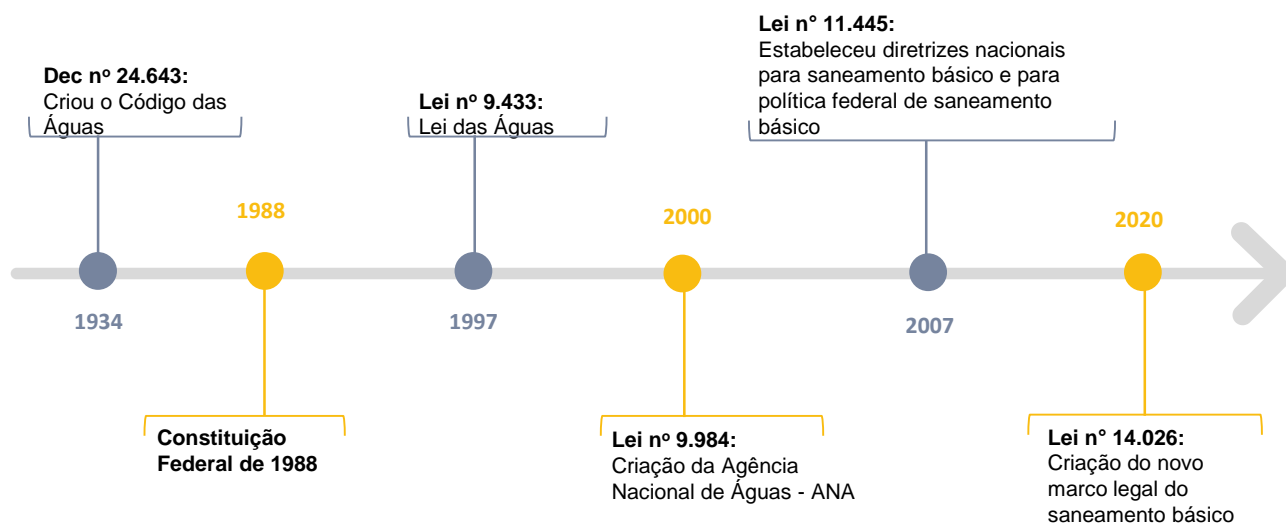 Dec nº 24.643:
Criou o Código das
Águas
1934
1988
Constituição
Federal de 1988
Lei nº 9.433:
Lei das Águas
1997
2000
Lei nº 9.984:
Criação da Agência
Nacional de Águas - ANA
Lei n° 11.445:
Estabeleceu diretrizes nacionais
para saneamento básico e para
política federal de saneamento
básico
2007
2020
Lei n° 14.026:
Criação do novo
marco legal do
saneamento básico